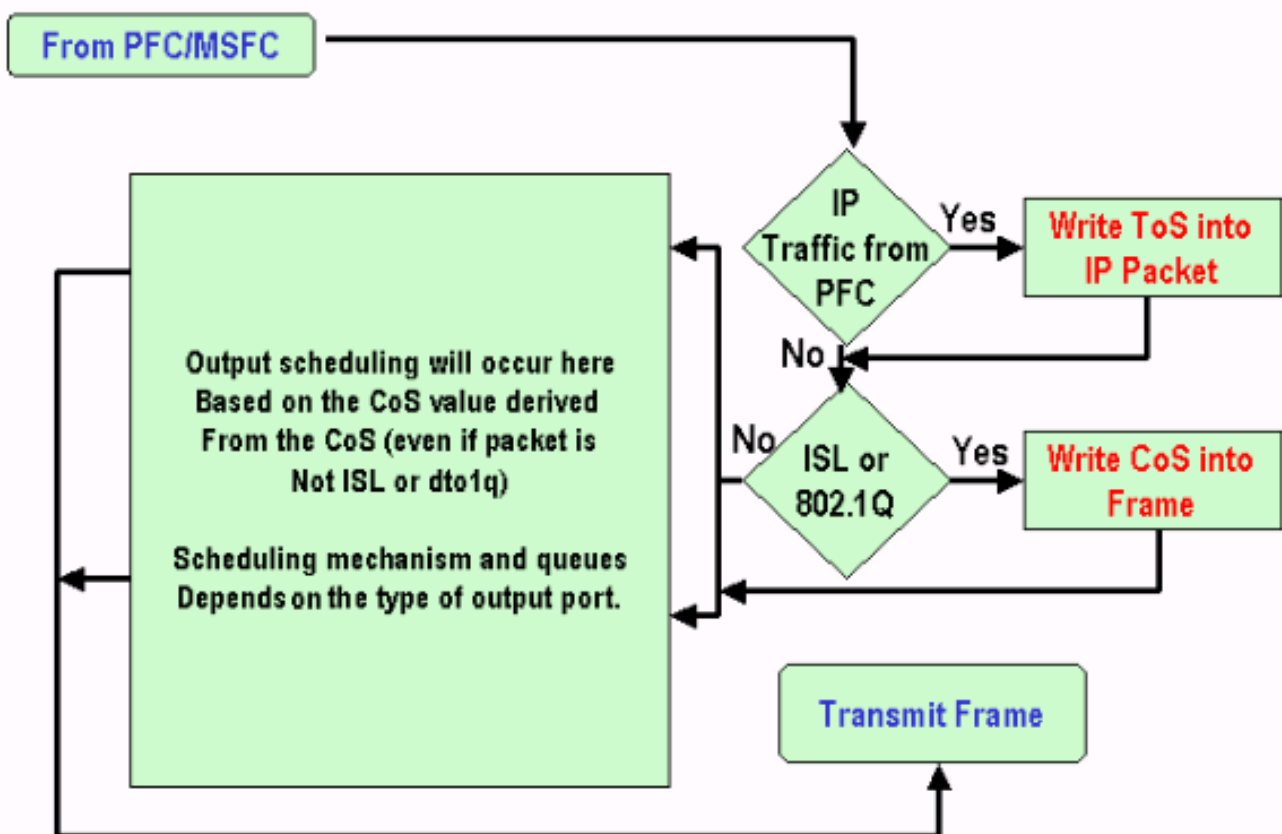 From PFC/MSFC
IP
Traffic from
PFC
Yes
Write ToS into
IP Packet
No
ISL or
802.1Q
Yes
Write CoS into
Frame
No
Output scheduling will occur here
Based on the CoS value derived
From the CoS (even if packet is
Not ISL or dto1q)
Scheduling mechanism and queues
Depends on the type of output port.
Transmit Frame